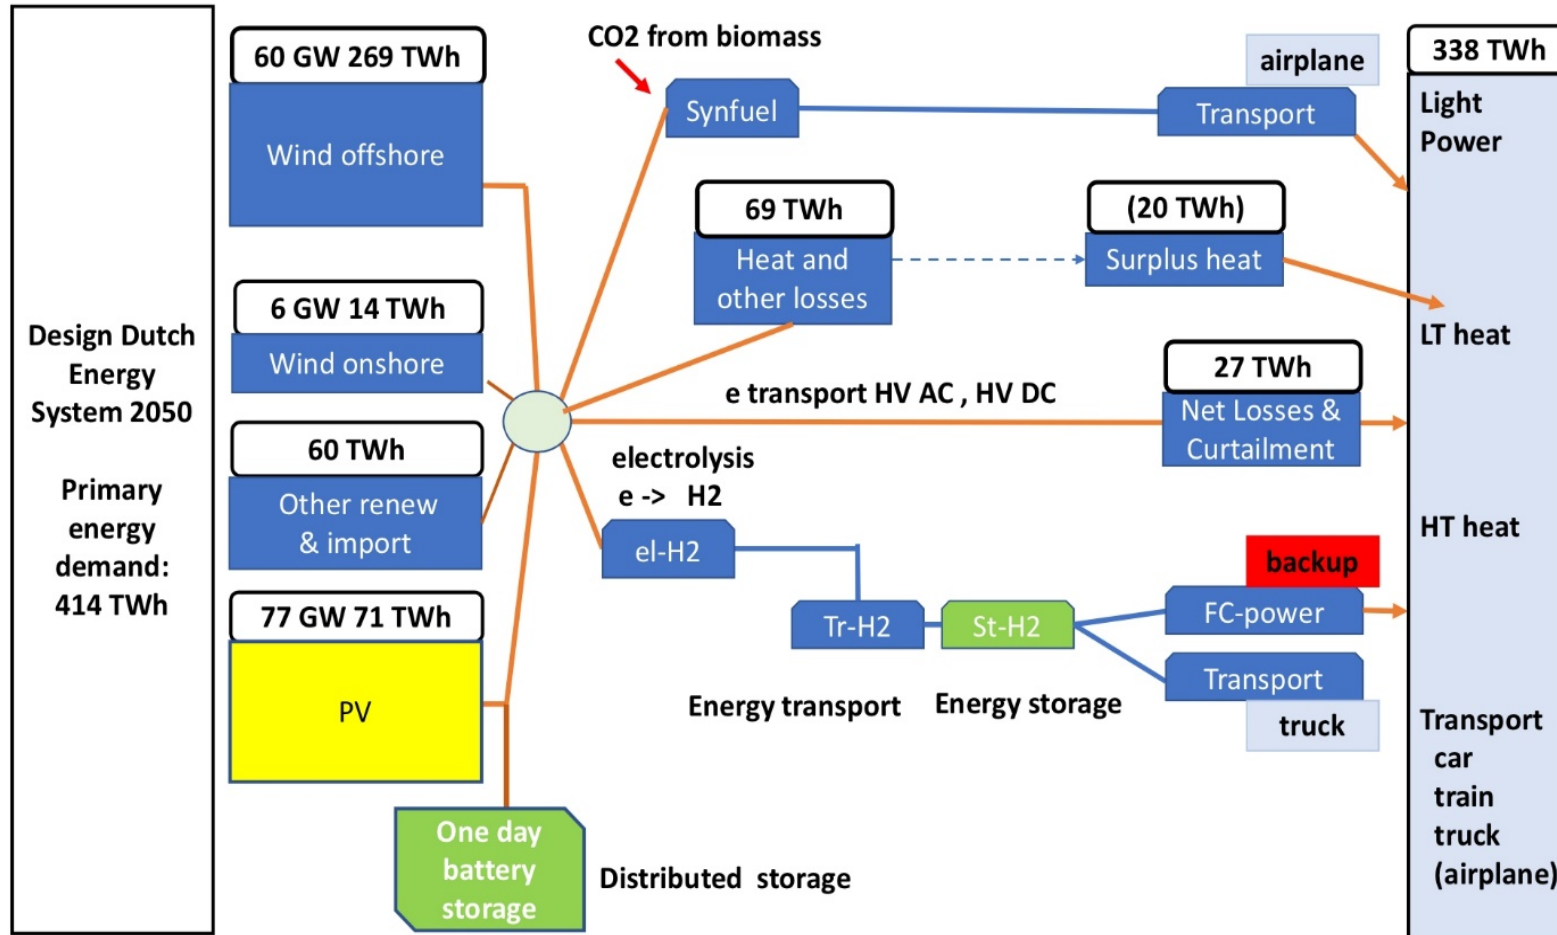 Design Dutch
Energy
System 2050
Primary
energy
demand:
414 TWh
60 GW 269 TWh
Wind offshore
6 GW 14 TWh
Wind onshore
60 TWh
Other renew
& import
77 GW 71 TWh
PV
One day
battery
storage
Distributed storage
CO2 from biomass
Synfuel
airplane
Transport
69 TWh
Heat and
other losses
(20 TWh)
Surplus heat
e transport HV AC , HV DC
27 TWh
Net Losses &
Curtailment
electrolysis
e -> H2
el-H2
Tr-H2
St-H2
Energy transport
Energy storage
backup
FC-power
Transport
truck
338 TWh
Light
Power
LT heat
HT heat
Transport
car
train
truck
(airplane)